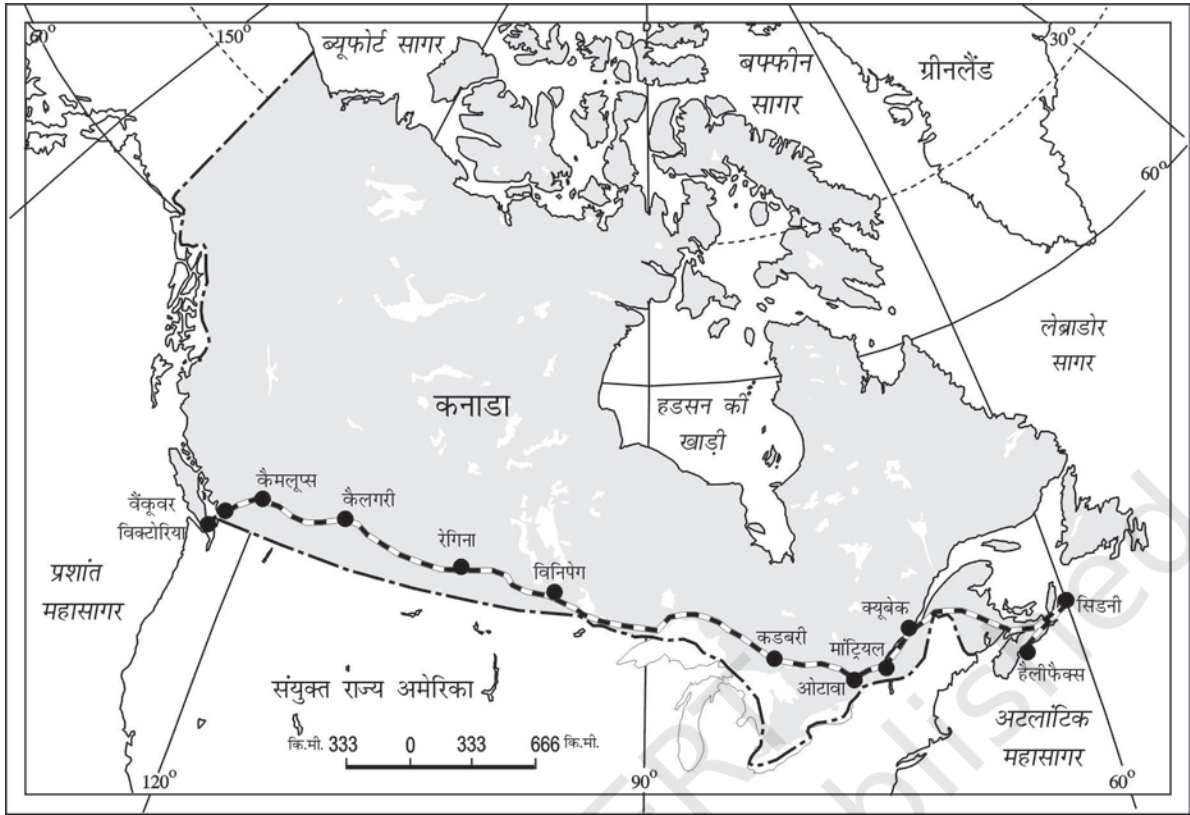 60°
150°
ब्यूफोर्ट सागर
बफ्फीन
सागर
ग्रीनलैंड
30°
60°
लेब्राडोर
सागर
कनाडा
हडसन की
खाड़ी
कैमलूप्स
कैलगरी
वैंकूवर
विक्टोरिया
रेगिना
विनिपेग
प्रशांत
महासागर
क्यूबेक
सिडनी
कडबरी
मांट्रियल
ओटावा
हैलीफैक्स
संयुक्त राज्य अमेरिका
अटलांटिक
महासागर
कि.मी. 333 0 333 666 कि.मी.
120°
90°
60°